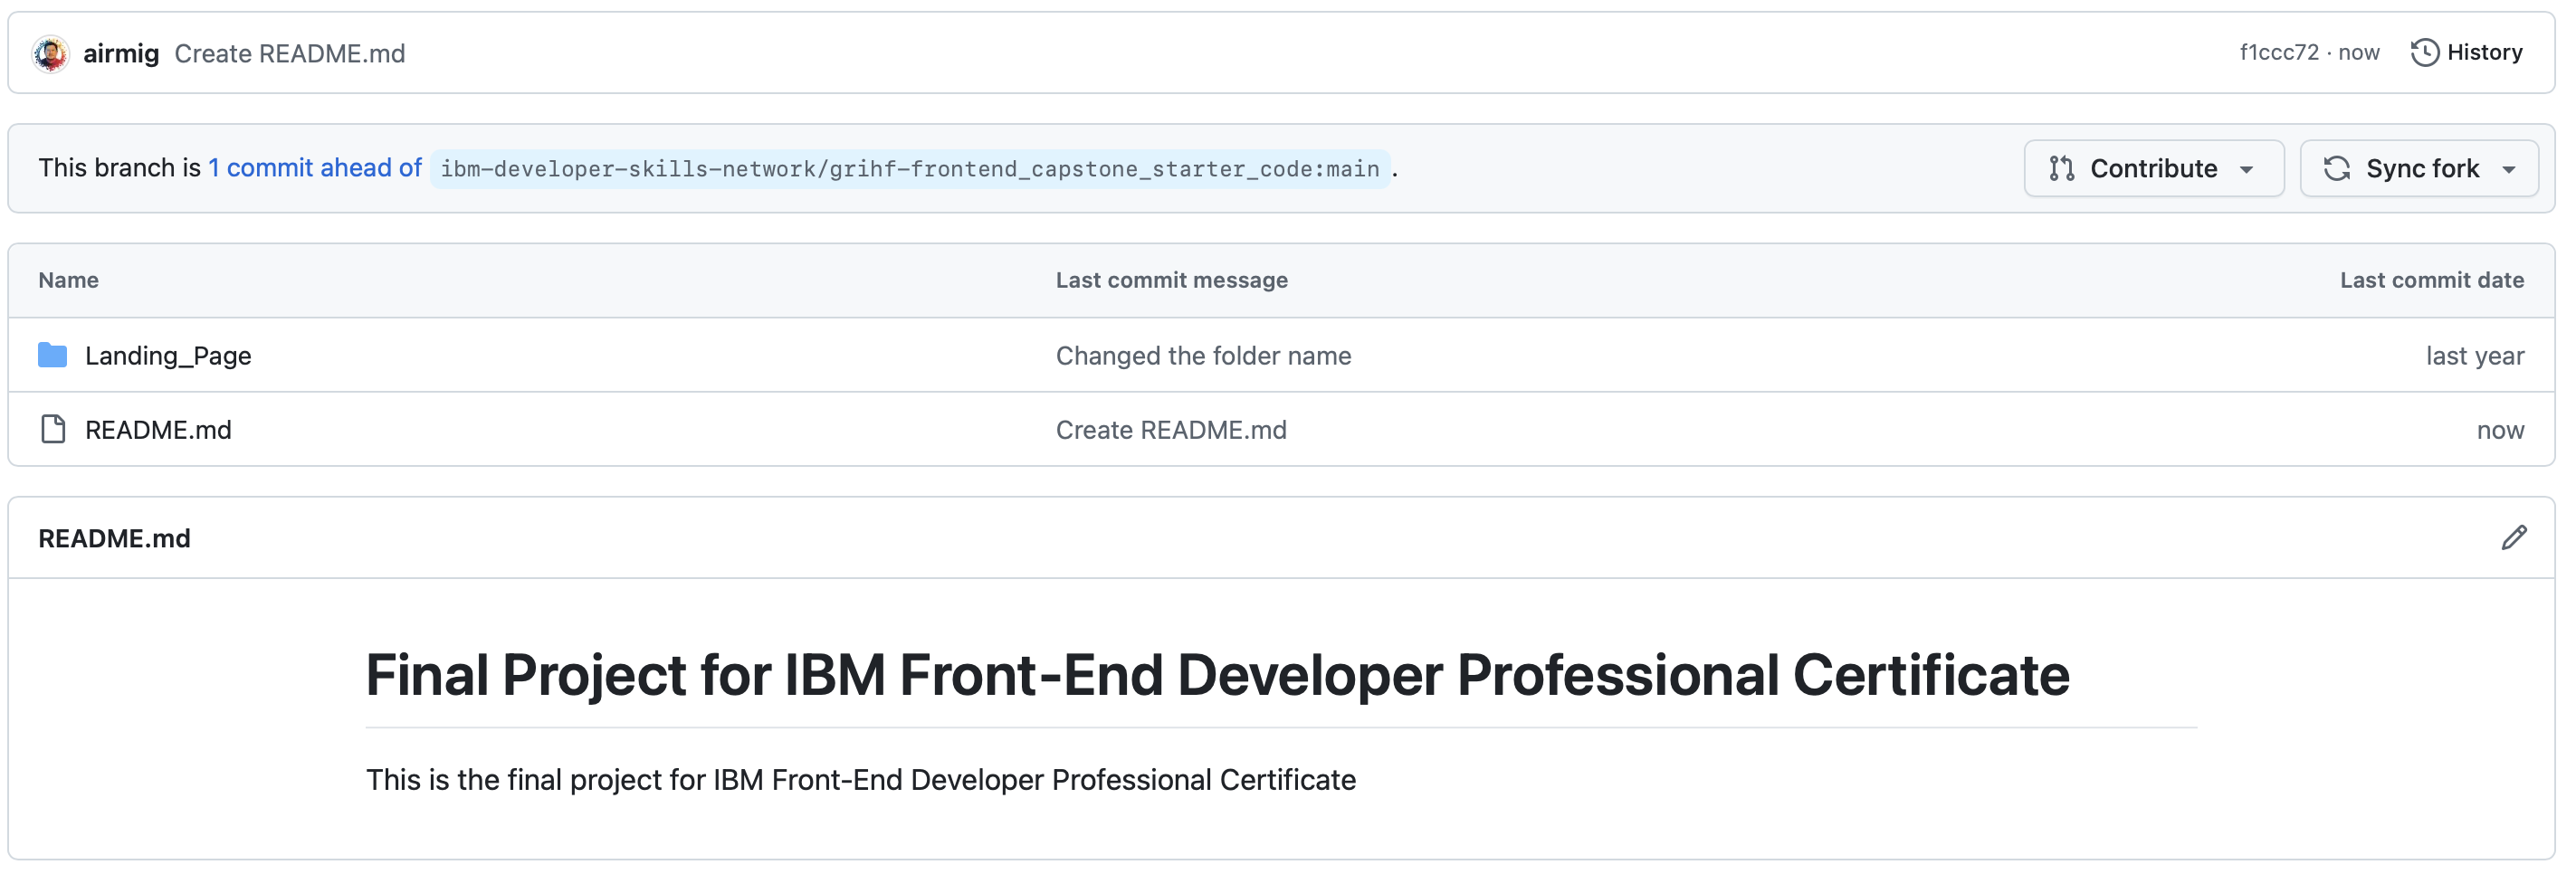 airmig Create README.md f1ccc72 · now History
This branch is 1 commit ahead of ibm-developer-skills-network/grihf-frontend_capstone_starter_code:main . Contribute Sync fork
Name Last commit message Last commit date
Landing_Page Changed the folder name last year
README.md Create README.md now
README.md
Final Project for IBM Front-End Developer Professional Certificate
This is the final project for IBM Front-End Developer Professional Certificate